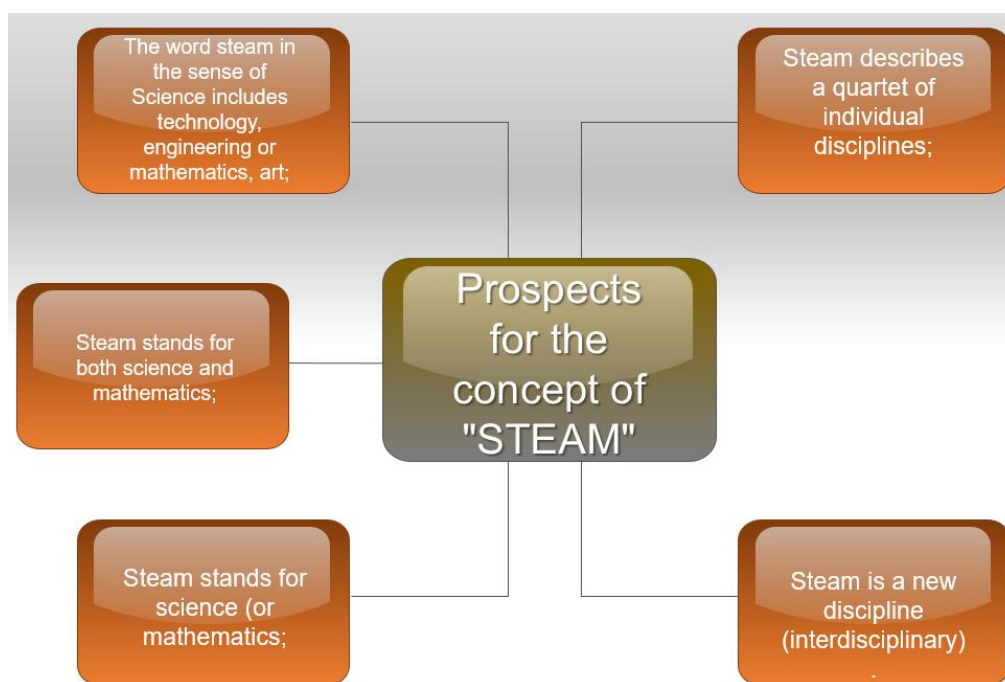 The word steam in
the sense of
Science includes
technology,
engineering or
mathematics, art;
Steam describes
a quartet of
individual
disciplines;
Prospects
for the
concept of
"STEAM"
Steam stands for
both science and
mathematics;
Steam stands for
science (or
mathematics;
Steam is a new
discipline
(interdisciplinary)
.